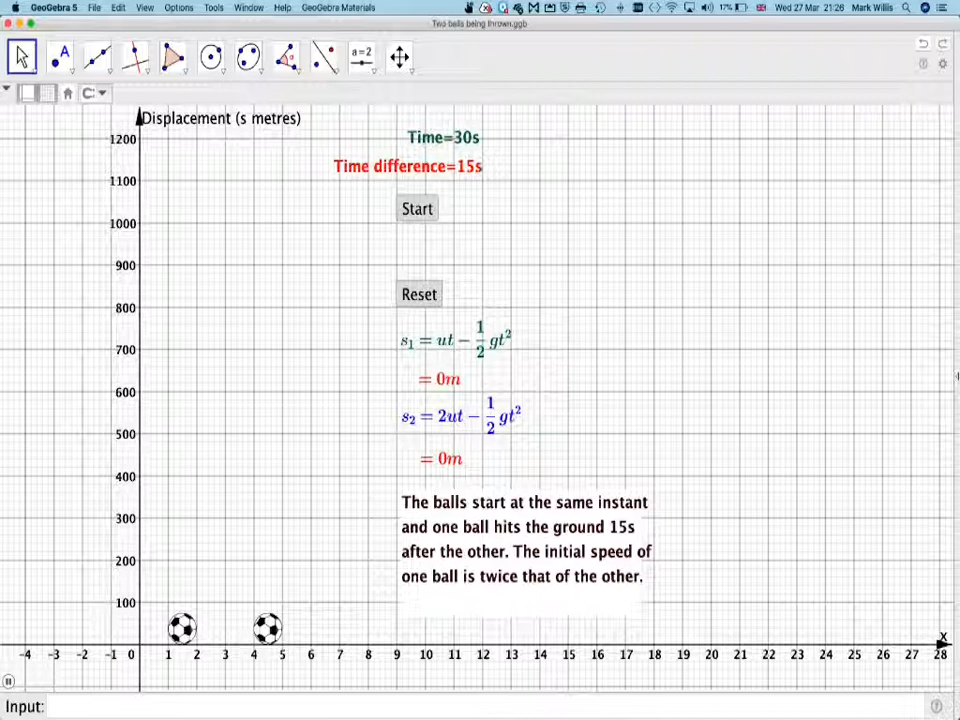 GeoGebra 5 File Edit View Options Tools Window Help GeoGebra Materials 17% Wed 27 Mar 21:26 Mark Willis
Two balls being thrown.ggb
A a=2
Displacement (s metres)
Time=30s
Time difference=15s
Start
Reset
s₁ = ut − 1/2 gt²
= 0m
s₂ = 2ut − 1/2 gt²
= 0m
The balls start at the same instant
and one ball hits the ground 15s
after the other. The initial speed of
one ball is twice that of the other.
1200
1100
1000
900
800
700
600
500
400
300
200
100
x
-4 -3 -2 -1 0 1 2 3 4 5 6 7 8 9 10 11 12 13 14 15 16 17 18 19 20 21 22 23 24 25 26 27 28
Input: